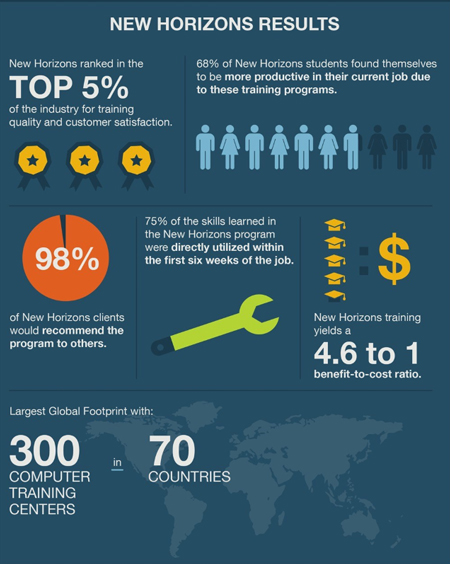 NEW HORIZONS RESULTS
New Horizons ranked in the
TOP 5%
of the industry for training
quality and customer satisfaction.
68% of New Horizons students found themselves
to be more productive in their current job due
to these training programs.
98%
of New Horizons clients
would recommend the
program to others.
75% of the skills learned in
the New Horizons program
were directly utilized within
the first six weeks of the job.
: $
New Horizons training
yields a
4.6 to 1
benefit-to-cost ratio.
Largest Global Footprint with:
300
COMPUTER
TRAINING
CENTERS
in
70
COUNTRIES